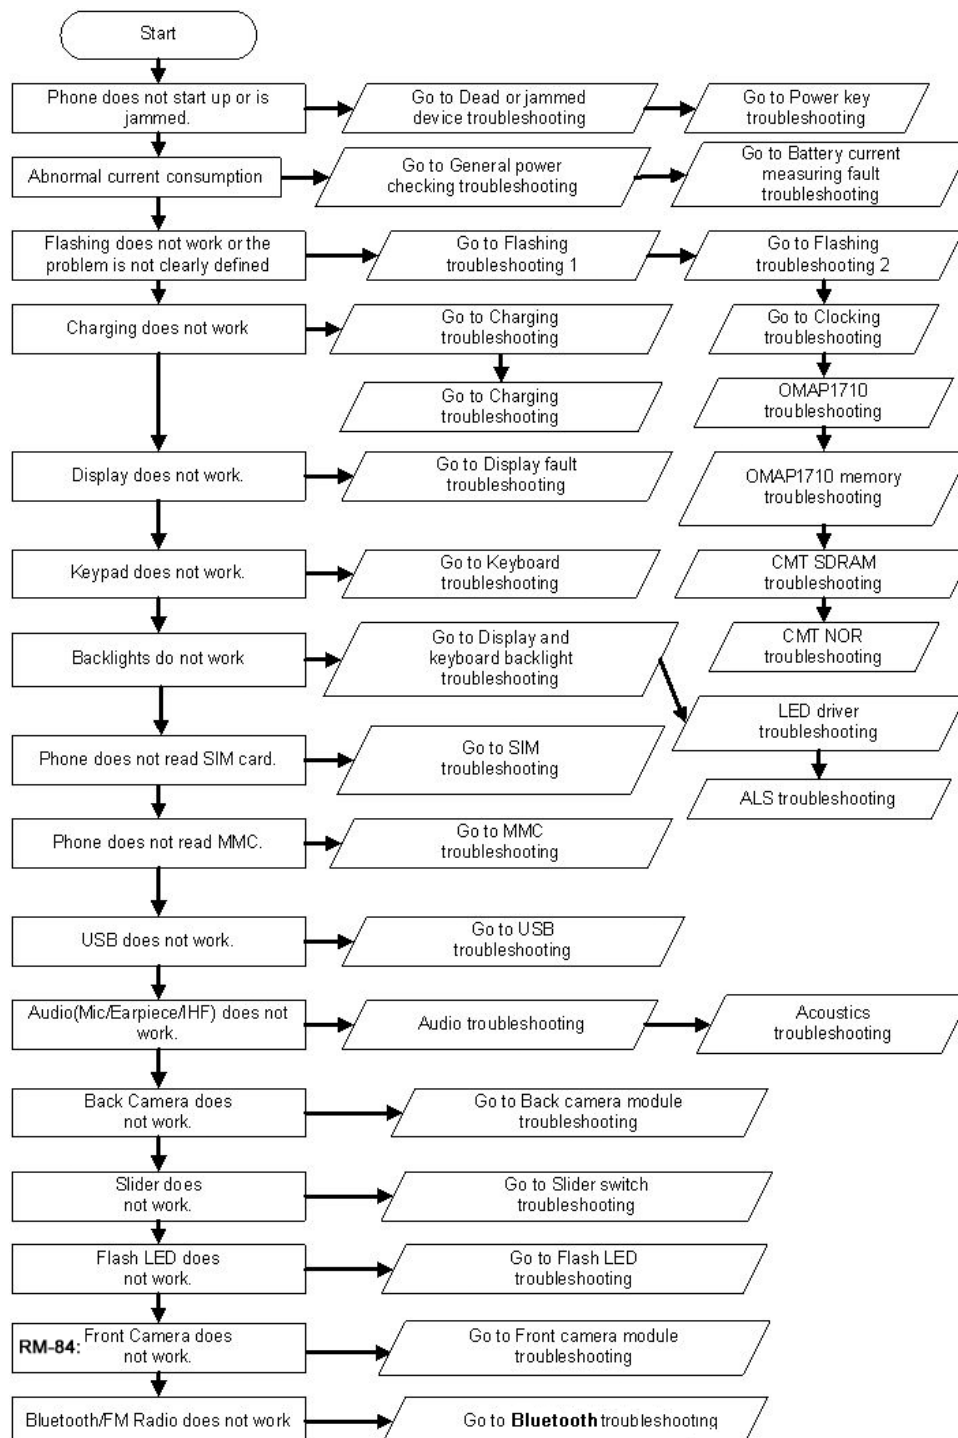 Start
Phone does not start up or is
jammed.
Go to Dead or jammed
device troubleshooting
Go to Power key
troubleshooting
Abnormal current consumption
Go to General power
checking troubleshooting
Go to Battery current
measuring fault
troubleshooting
Flashing does not work or the
problem is not clearly defined
Go to Flashing
troubleshooting 1
Go to Flashing
troubleshooting 2
Charging does not work
Go to Charging
troubleshooting
Go to Clocking
troubleshooting
Go to Charging
troubleshooting
OMAP1710
troubleshooting
Display does not work.
Go to Display fault
troubleshooting
OMAP1710 memory
troubleshooting
Keypad does not work.
Go to Keyboard
troubleshooting
CMT SDRAM
troubleshooting
Backlights do not work
Go to Display and
keyboard backlight
troubleshooting
CMT NOR
troubleshooting
LED driver
troubleshooting
Phone does not read SIM card.
Go to SIM
troubleshooting
ALS troubleshooting
Phone does not read MMC.
Go to MMC
troubleshooting
USB does not work.
Go to USB
troubleshooting
Audio(Mic/Earpiece/IHF) does not
work.
Audio troubleshooting
Acoustics
troubleshooting
Back Camera does
not work.
Go to Back camera module
troubleshooting
Slider does
not work.
Go to Slider switch
troubleshooting
Flash LED does
not work.
Go to Flash LED
troubleshooting
RM-84: Front Camera does
not work.
Go to Front camera module
troubleshooting
Bluetooth/FM Radio does not work
Go to Bluetooth troubleshooting